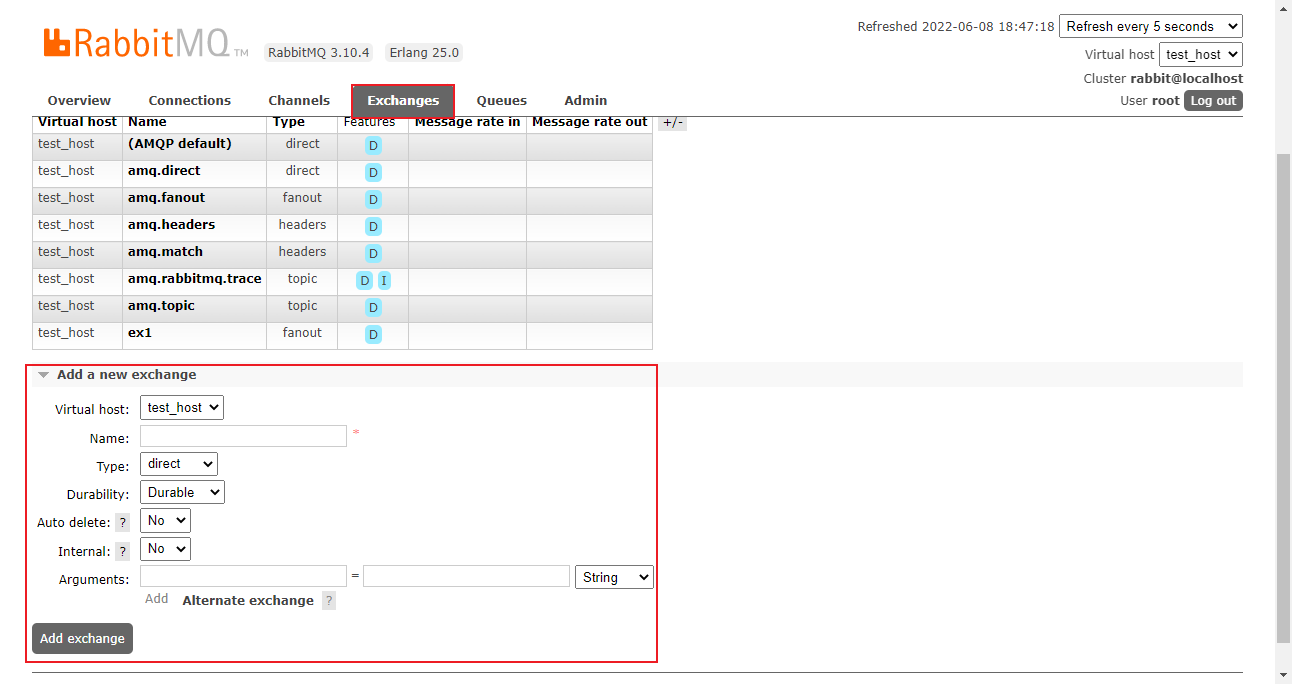 Refreshed 2022-06-08 18:47:18 Refresh every 5 seconds
RabbitMQ TM RabbitMQ 3.10.4 Erlang 25.0
Virtual host test_host
Cluster rabbit@localhost
User root Log out
Overview Connections Channels Exchanges Queues Admin
Virtual host Name Type Features Message rate in Message rate out +/-
test_host (AMQP default) direct D
test_host amq.direct direct D
test_host amq.fanout fanout D
test_host amq.headers headers D
test_host amq.match headers D
test_host amq.rabbitmq.trace topic D I
test_host amq.topic topic D
test_host ex1 fanout D
Add a new exchange
Virtual host: test_host
Name: *
Type: direct
Durability: Durable
Auto delete: ? No
Internal: ? No
Arguments: = String
Add Alternate exchange ?
Add exchange